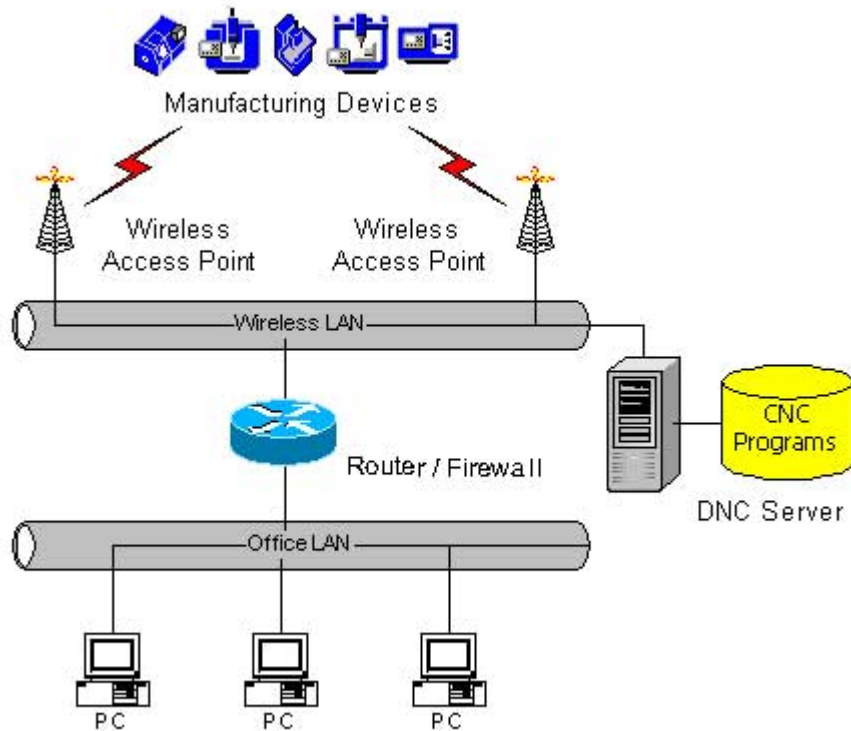 Manufacturing Devices
Wireless
Access Point
Wireless
Access Point
Wireless LAN
CNC
Programs
Router / Firewall
DNC Server
Office LAN
PC
PC
PC